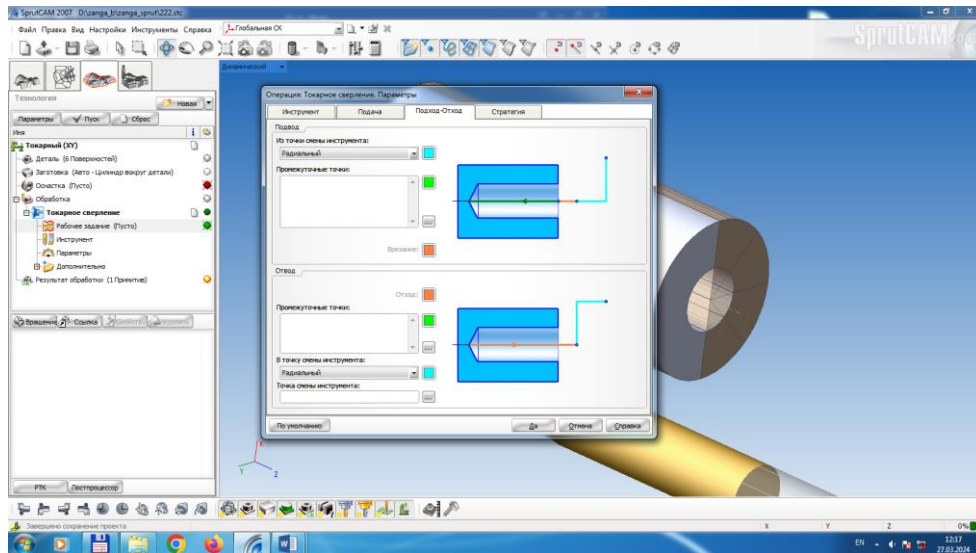 SprutCAM 2007 D:\zanga_b\zanga_sprut\222.stc
Файл Правка Вид Настройки Инструменты Справка
Глобальная СК
SprutCAM
Динамический
Технология
Новая
Параметры Пуск Сброс
Имя
Токарный (XY)
Деталь (6 Поверхностей)
Заготовка (Авто - Цилиндр вокруг детали)
Оснастка (Пусто)
Обработка
Токарное сверление
Рабочее задание (Пусто)
Инструмент
Параметры
Дополнительно
Результат обработки (1 Примитив)
Вращение Ссылка
РТК Постпроцессор
Операция: Токарное сверление. Параметры
Инструмент Подача Подход-Отход Стратегия
Подвод
Из точки смены инструмента:
Радиальный
Промежуточные точки:
Врезание:
Отвод
Отход:
Промежуточные точки:
В точку смены инструмента:
Радиальный
Точка смены инструмента:
По умолчанию Да Отмена Справка
X
Y Z
Завершено сохранение проекта X Y Z 0%
EN 12:17
27.03.2024